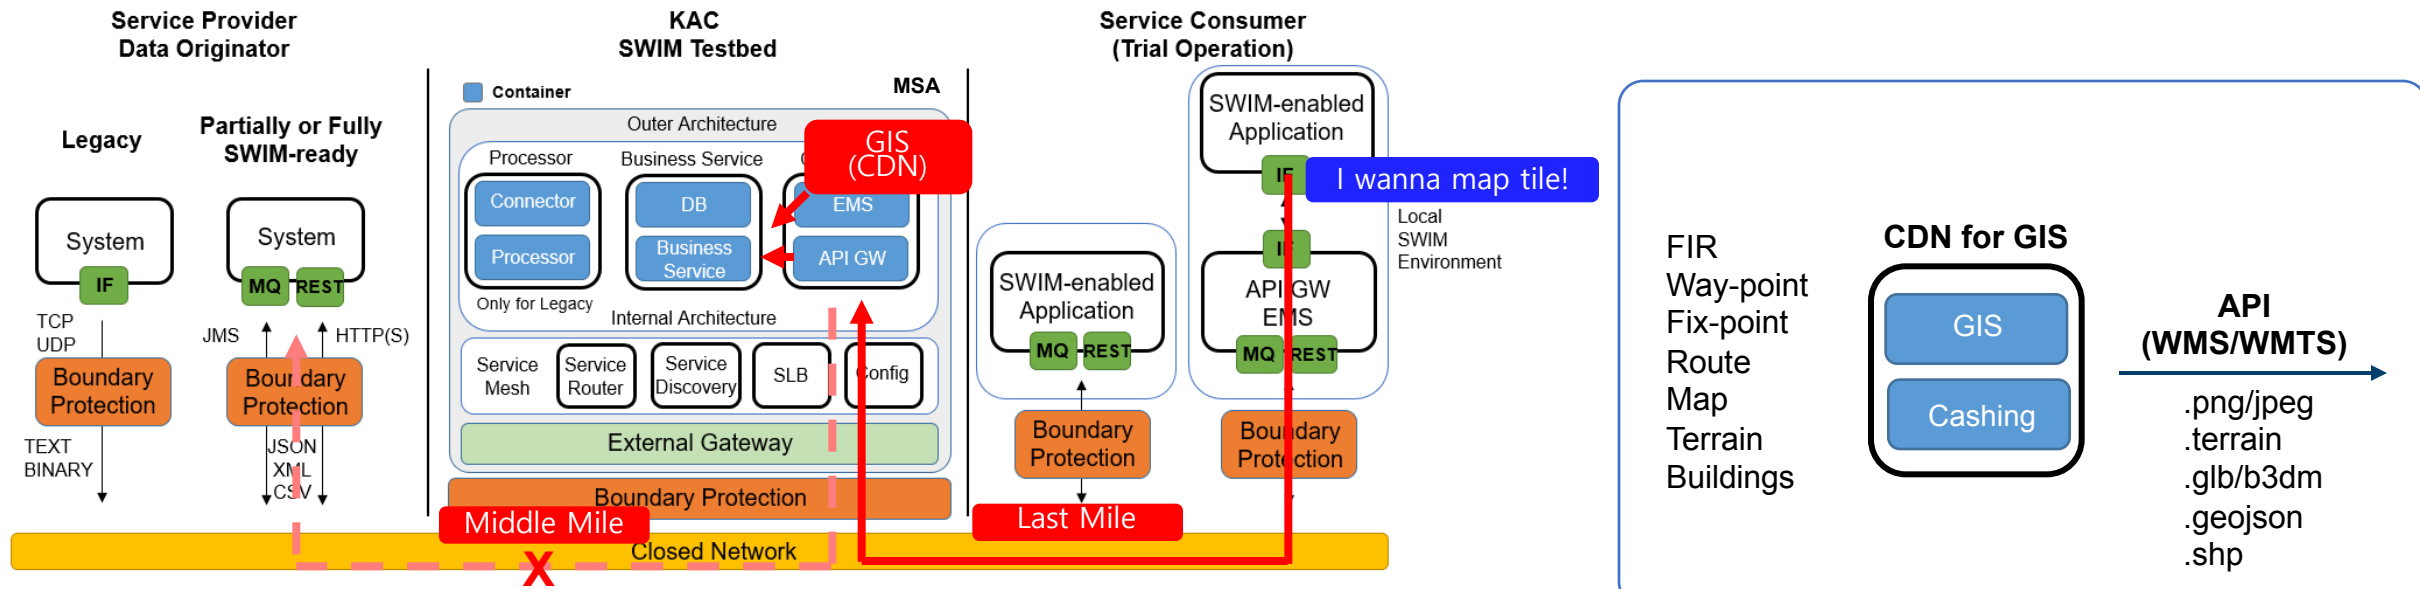 Service Provider
Data Originator
Legacy
Partially or Fully
SWIM-ready
System
IF
System
MQ
REST
TCP
UDP
JMS
HTTP(S)
Boundary
Protection
Boundary
Protection
TEXT
BINARY
JSON
XML
CSV
KAC
SWIM Testbed
Container
MSA
Outer Architecture
Processor
Business Service
GIS
(CDN)
Connector
DB
EMS
Processor
Business
Service
API GW
Only for Legacy
Internal Architecture
Service
Mesh
Service
Router
Service
Discovery
SLB
Config
External Gateway
Boundary Protection
Middle Mile
Closed Network
X
Service Consumer
(Trial Operation)
SWIM-enabled
Application
IF
I wanna map tile!
Local
SWIM
Environment
IF
SWIM-enabled
Application
MQ
REST
API GW
EMS
MQ
REST
Boundary
Protection
Boundary
Protection
Last Mile
FIR
Way-point
Fix-point
Route
Map
Terrain
Buildings
CDN for GIS
GIS
Cashing
API
(WMS/WMTS)
.png/jpeg
.terrain
.glb/b3dm
.geojson
.shp